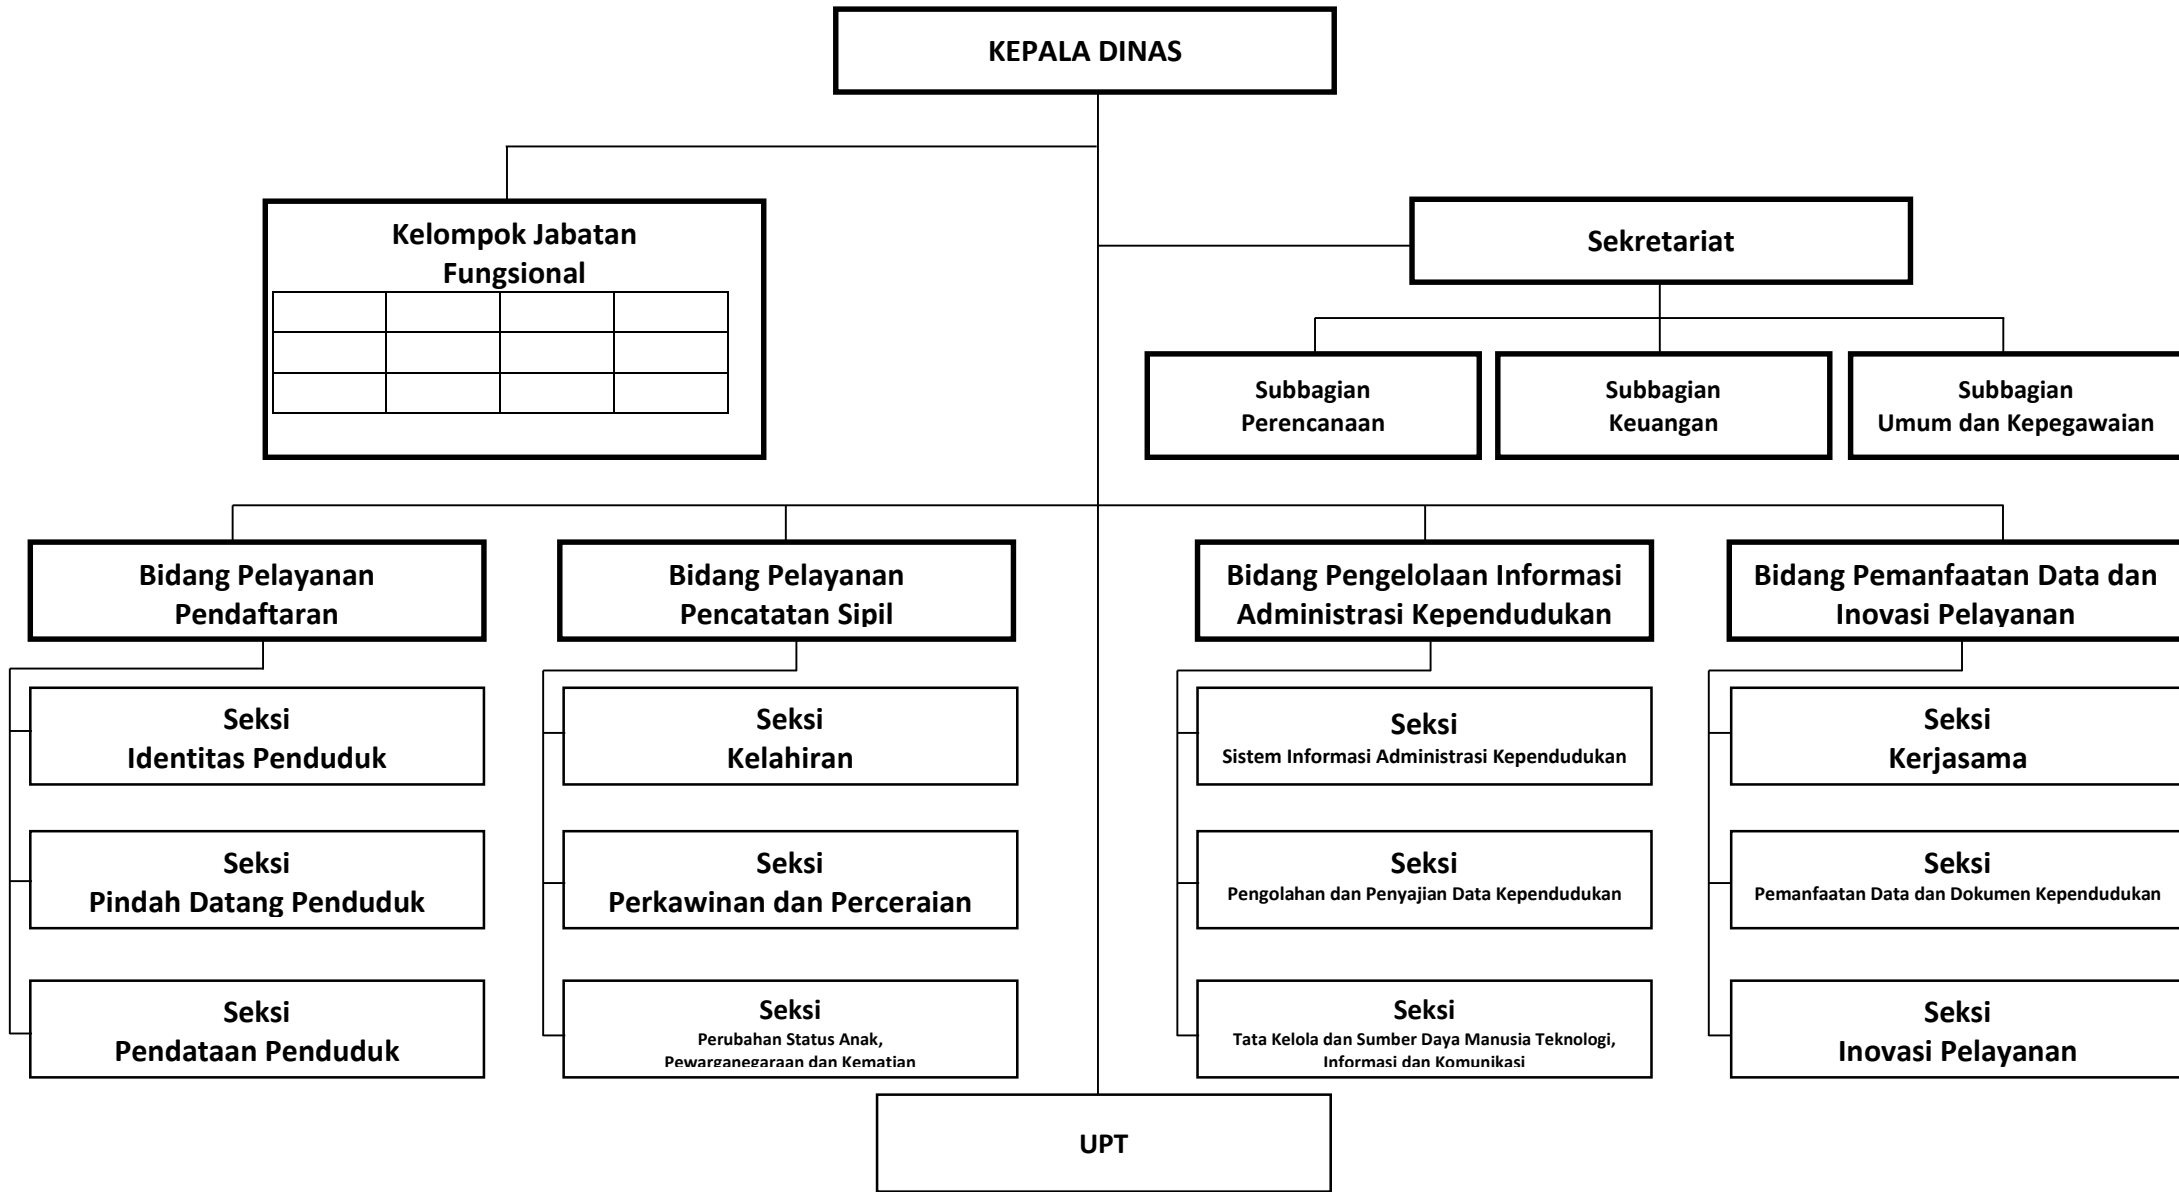 KEPALA DINAS
Kelompok Jabatan
Fungsional
Sekretariat
Subbagian
Perencanaan
Subbagian
Keuangan
Subbagian
Umum dan Kepegawaian
Bidang Pelayanan
Pendaftaran
Bidang Pelayanan
Pencatatan Sipil
Bidang Pengelolaan Informasi
Administrasi Kependudukan
Bidang Pemanfaatan Data dan
Inovasi Pelayanan
Seksi
Identitas Penduduk
Seksi
Kelahiran
Seksi
Sistem Informasi Administrasi Kependudukan
Seksi
Kerjasama
Seksi
Pindah Datang Penduduk
Seksi
Perkawinan dan Perceraian
Seksi
Pengolahan dan Penyajian Data Kependudukan
Seksi
Pemanfaatan Data dan Dokumen Kependudukan
Seksi
Pendataan Penduduk
Seksi
Perubahan Status Anak,
Pewarganegaraan dan Kematian
Seksi
Tata Kelola dan Sumber Daya Manusia Teknologi,
Informasi dan Komunikasi
Seksi
Inovasi Pelayanan
UPT